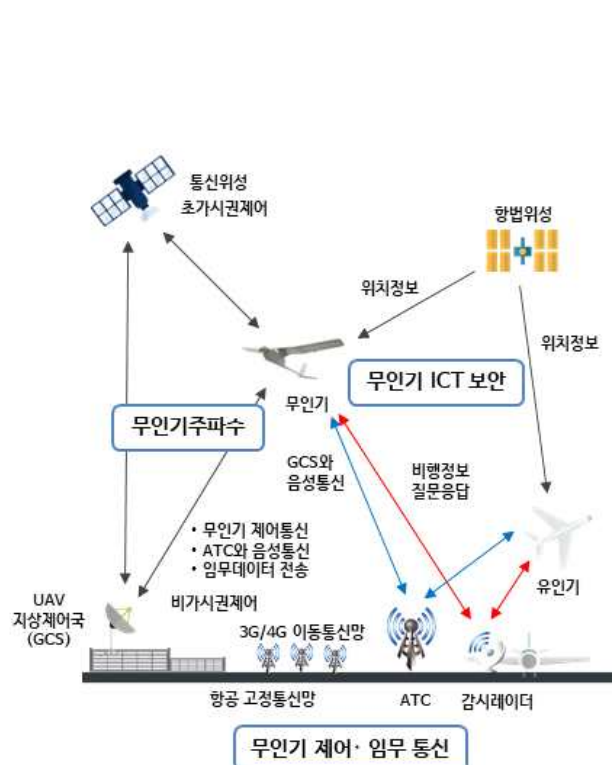 통신위성
초가시권제어
항법위성
위치정보
위치정보
무인기 ICT 보안
무인기
무인기주파수
GCS와
음성통신
비행정보
질문응답
• 무인기 제어통신
• ATC와 음성통신
• 임무데이터 전송
유인기
UAV
지상제어국
(GCS)
비가시권제어
3G/4G 이동통신망
항공 고정통신망
ATC
감시레이더
무인기 제어· 임무 통신